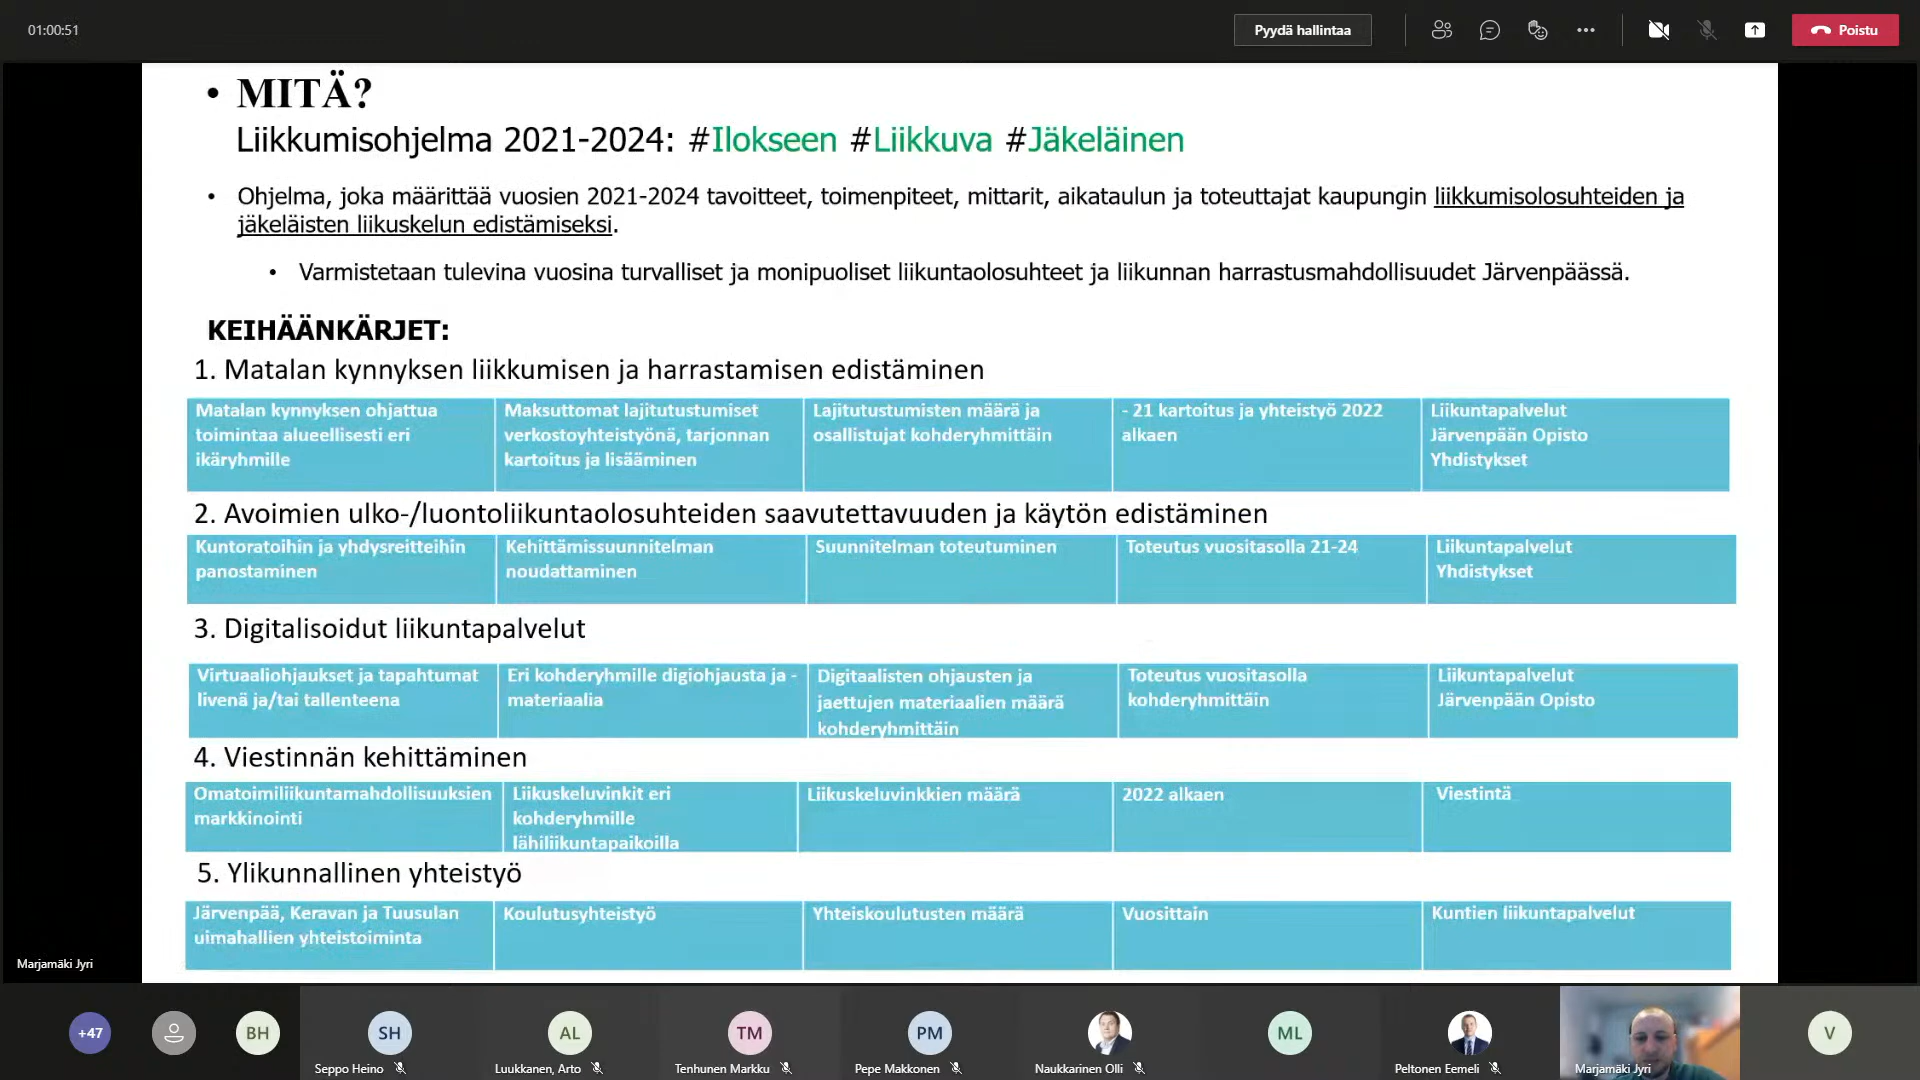 01:00:51
Pyydä hallintaa
Poistu
• MITÄ?
Liikkumisohjelma 2021-2024: #Ilokseen #Liikkuva #Jäkeläinen
• Ohjelma, joka määrittää vuosien 2021-2024 tavoitteet, toimenpiteet, mittarit, aikataulun ja toteuttajat kaupungin liikkumisolosuhteiden ja
jäkeläisten liikuskelun edistämiseksi.
• Varmistetaan tulevina vuosina turvalliset ja monipuoliset liikuntaolosuhteet ja liikunnan harrastusmahdollisuudet Järvenpäässä.
KEIHÄÄNKÄRJET:
1. Matalan kynnyksen liikkumisen ja harrastamisen edistäminen
Matalan kynnyksen ohjattua
toimintaa alueellisesti eri
ikäryhmille
Maksuttomat lajitutustumiset
verkostoyhteistyönä, tarjonnan
kartoitus ja lisääminen
Lajitutustumisten määrä ja
osallistujat kohderyhmittäin
- 21 kartoitus ja yhteistyö 2022
alkaen
Liikuntapalvelut
Järvenpään Opisto
Yhdistykset
2. Avoimien ulko-/luontoliikuntaolosuhteiden saavutettavuuden ja käytön edistäminen
Kuntoratoihin ja yhdysreitteihin
panostaminen
Kehittämissuunnitelman
noudattaminen
Suunnitelman toteutuminen
Toteutus vuositasolla 21-24
Liikuntapalvelut
Yhdistykset
3. Digitalisoidut liikuntapalvelut
Virtuaaliohjaukset ja tapahtumat
livenä ja/tai tallenteena
Eri kohderyhmille digiohjausta ja -
materiaalia
Digitaalisten ohjausten ja
jaettujen materiaalien määrä
kohderyhmittäin
Toteutus vuositasolla
kohderyhmittäin
Liikuntapalvelut
Järvenpään Opisto
4. Viestinnän kehittäminen
Omatoimiliikuntamahdollisuuksien
markkinointi
Liikuskeluvinkit eri
kohderyhmille
lähiliikuntapaikoilla
Liikuskeluvinkkien määrä
2022 alkaen
Viestintä
5. Ylikunnallinen yhteistyö
Järvenpää, Keravan ja Tuusulan
uimahallien yhteistoiminta
Koulutusyhteistyö
Yhteiskoulutusten määrä
Vuosittain
Kuntien liikuntapalvelut
Marjamäki Jyri
+47
BH
SH
AL
TM
PM
ML
V
Seppo Heino
Luukkanen, Arto
Tenhunen Markku
Pepe Makkonen
Naukkarinen Olli
Peltonen Eemeli
Marjamäki Jyri